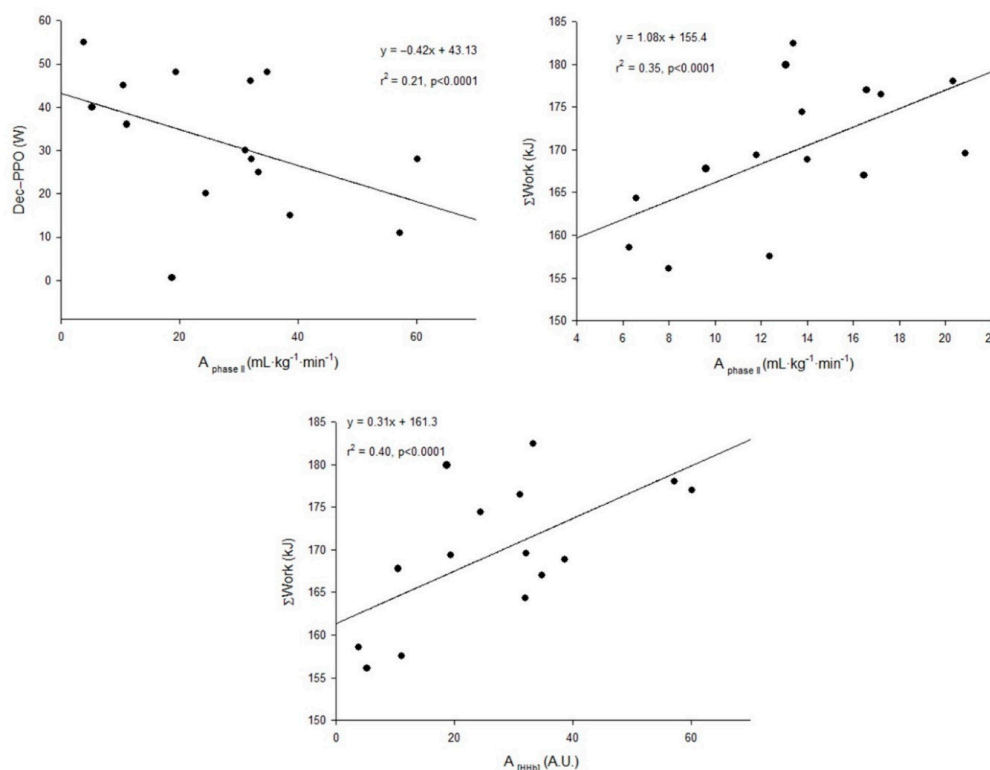 60
50
40
30
20
10
0
Dec–PPO (W)
y = –0.42x + 43.13
r² = 0.21, p<0.0001
0 20 40 60
A phase II (mL·kg⁻¹·min⁻¹)
185
180
175
170
165
160
155
150
ΣWork (kJ)
y = 1.08x + 155.4
r² = 0.35, p<0.0001
4 6 8 10 12 14 16 18 20 22
A phase II (mL·kg⁻¹·min⁻¹)
185
180
175
170
165
160
155
150
ΣWork (kJ)
y = 0.31x + 161.3
r² = 0.40, p<0.0001
0 20 40 60
A [HHb] (A.U.)